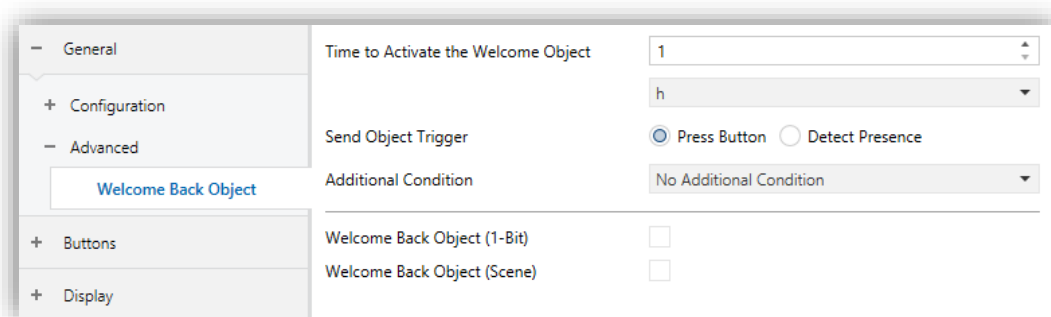 General
Configuration
Advanced
Welcome Back Object
Buttons
Display
Time to Activate the Welcome Object 1
h
Send Object Trigger Press Button Detect Presence
Additional Condition No Additional Condition
Welcome Back Object (1-Bit)
Welcome Back Object (Scene)